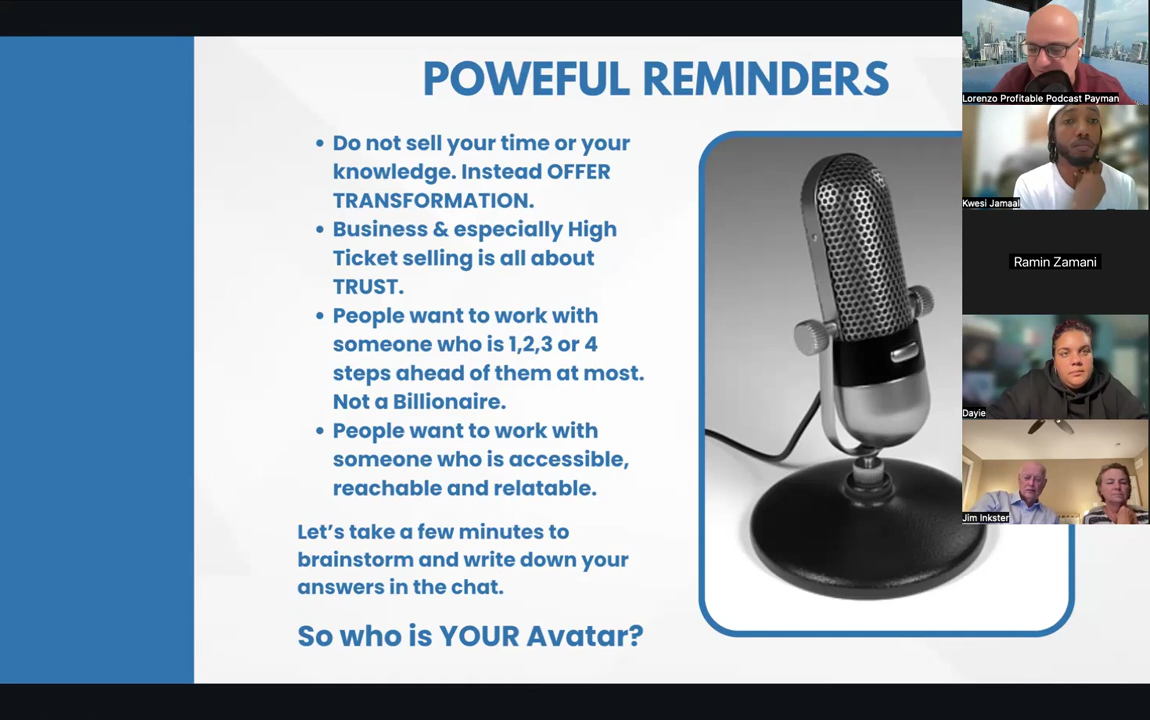 POWEFUL REMINDERS
• Do not sell your time or your
knowledge. Instead OFFER
TRANSFORMATION.
• Business & especially High
Ticket selling is all about
TRUST.
• People want to work with
someone who is 1,2,3 or 4
steps ahead of them at most.
Not a Billionaire.
• People want to work with
someone who is accessible,
reachable and relatable.
Let’s take a few minutes to
brainstorm and write down your
answers in the chat.
So who is YOUR Avatar?
Lorenzo Profitable Podcast Payman
Kwesi Jamaal
Ramin Zamani
Dayie
Jim Inkster